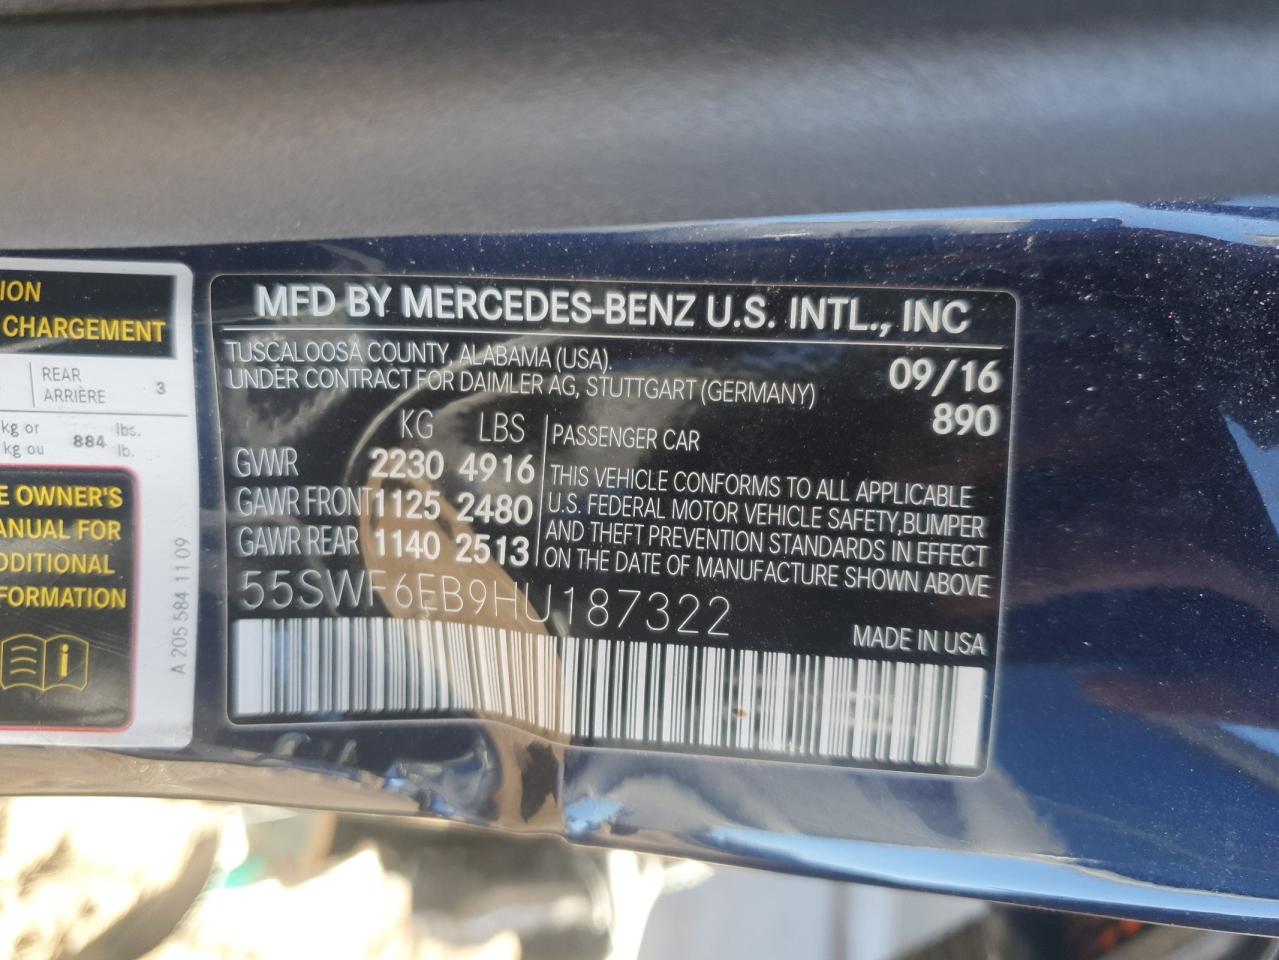 ION
CHARGEMENT
REAR
ARRIÈRE 3
kg or 884 lbs.
kg ou lb.
E OWNER'S
ANUAL FOR
DDITIONAL
FORMATION
A 205 584 11 09
MFD BY MERCEDES-BENZ U.S. INTL., INC
TUSCALOOSA COUNTY, ALABAMA (USA).
UNDER CONTRACT FOR DAIMLER AG, STUTTGART (GERMANY)
09/16
890
KG LBS
GVWR 2230 4916
GAWR FRONT 1125 2480
GAWR REAR 1140 2513
PASSENGER CAR
THIS VEHICLE CONFORMS TO ALL APPLICABLE
U.S. FEDERAL MOTOR VEHICLE SAFETY,BUMPER
AND THEFT PREVENTION STANDARDS IN EFFECT
ON THE DATE OF MANUFACTURE SHOWN ABOVE
55SWF6EB9HU187322
MADE IN USA